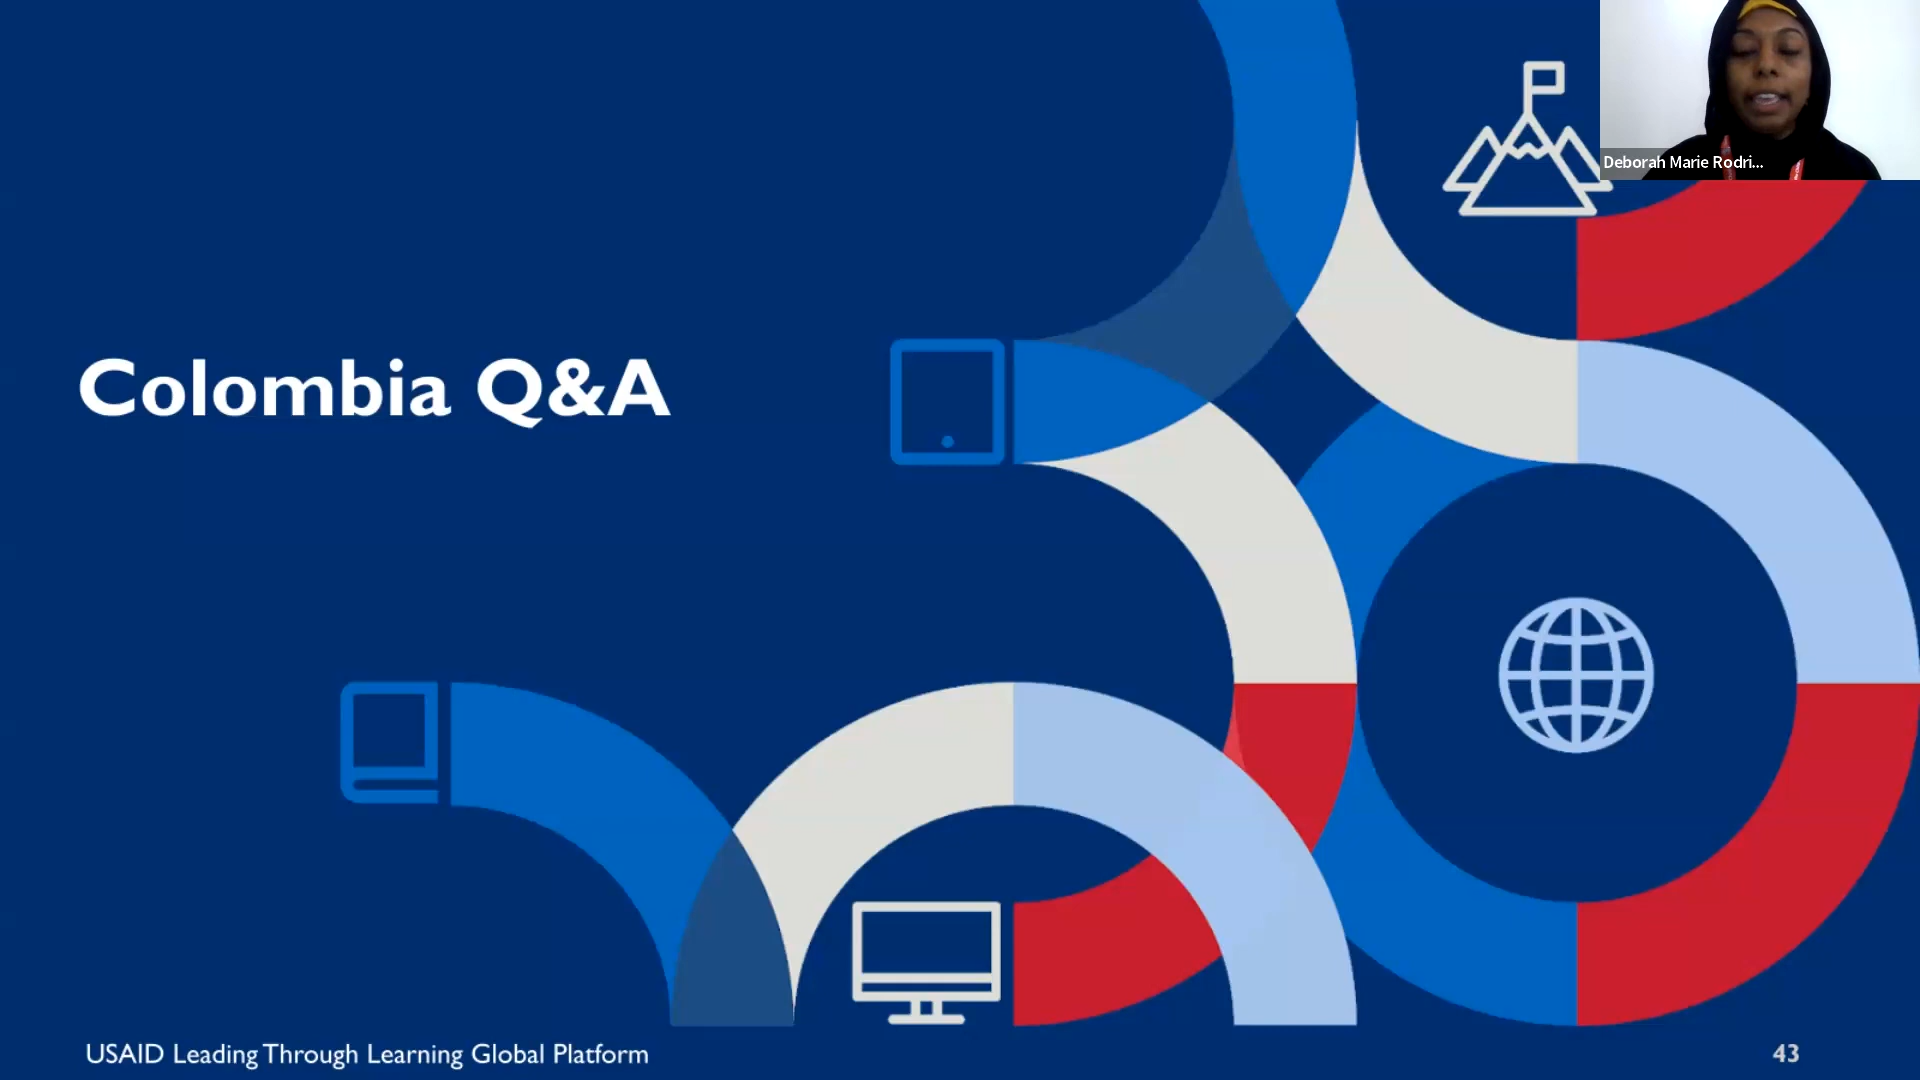 Deborah Marie Rodri...
Colombia Q&A
USAID Leading Through Learning Global Platform
43